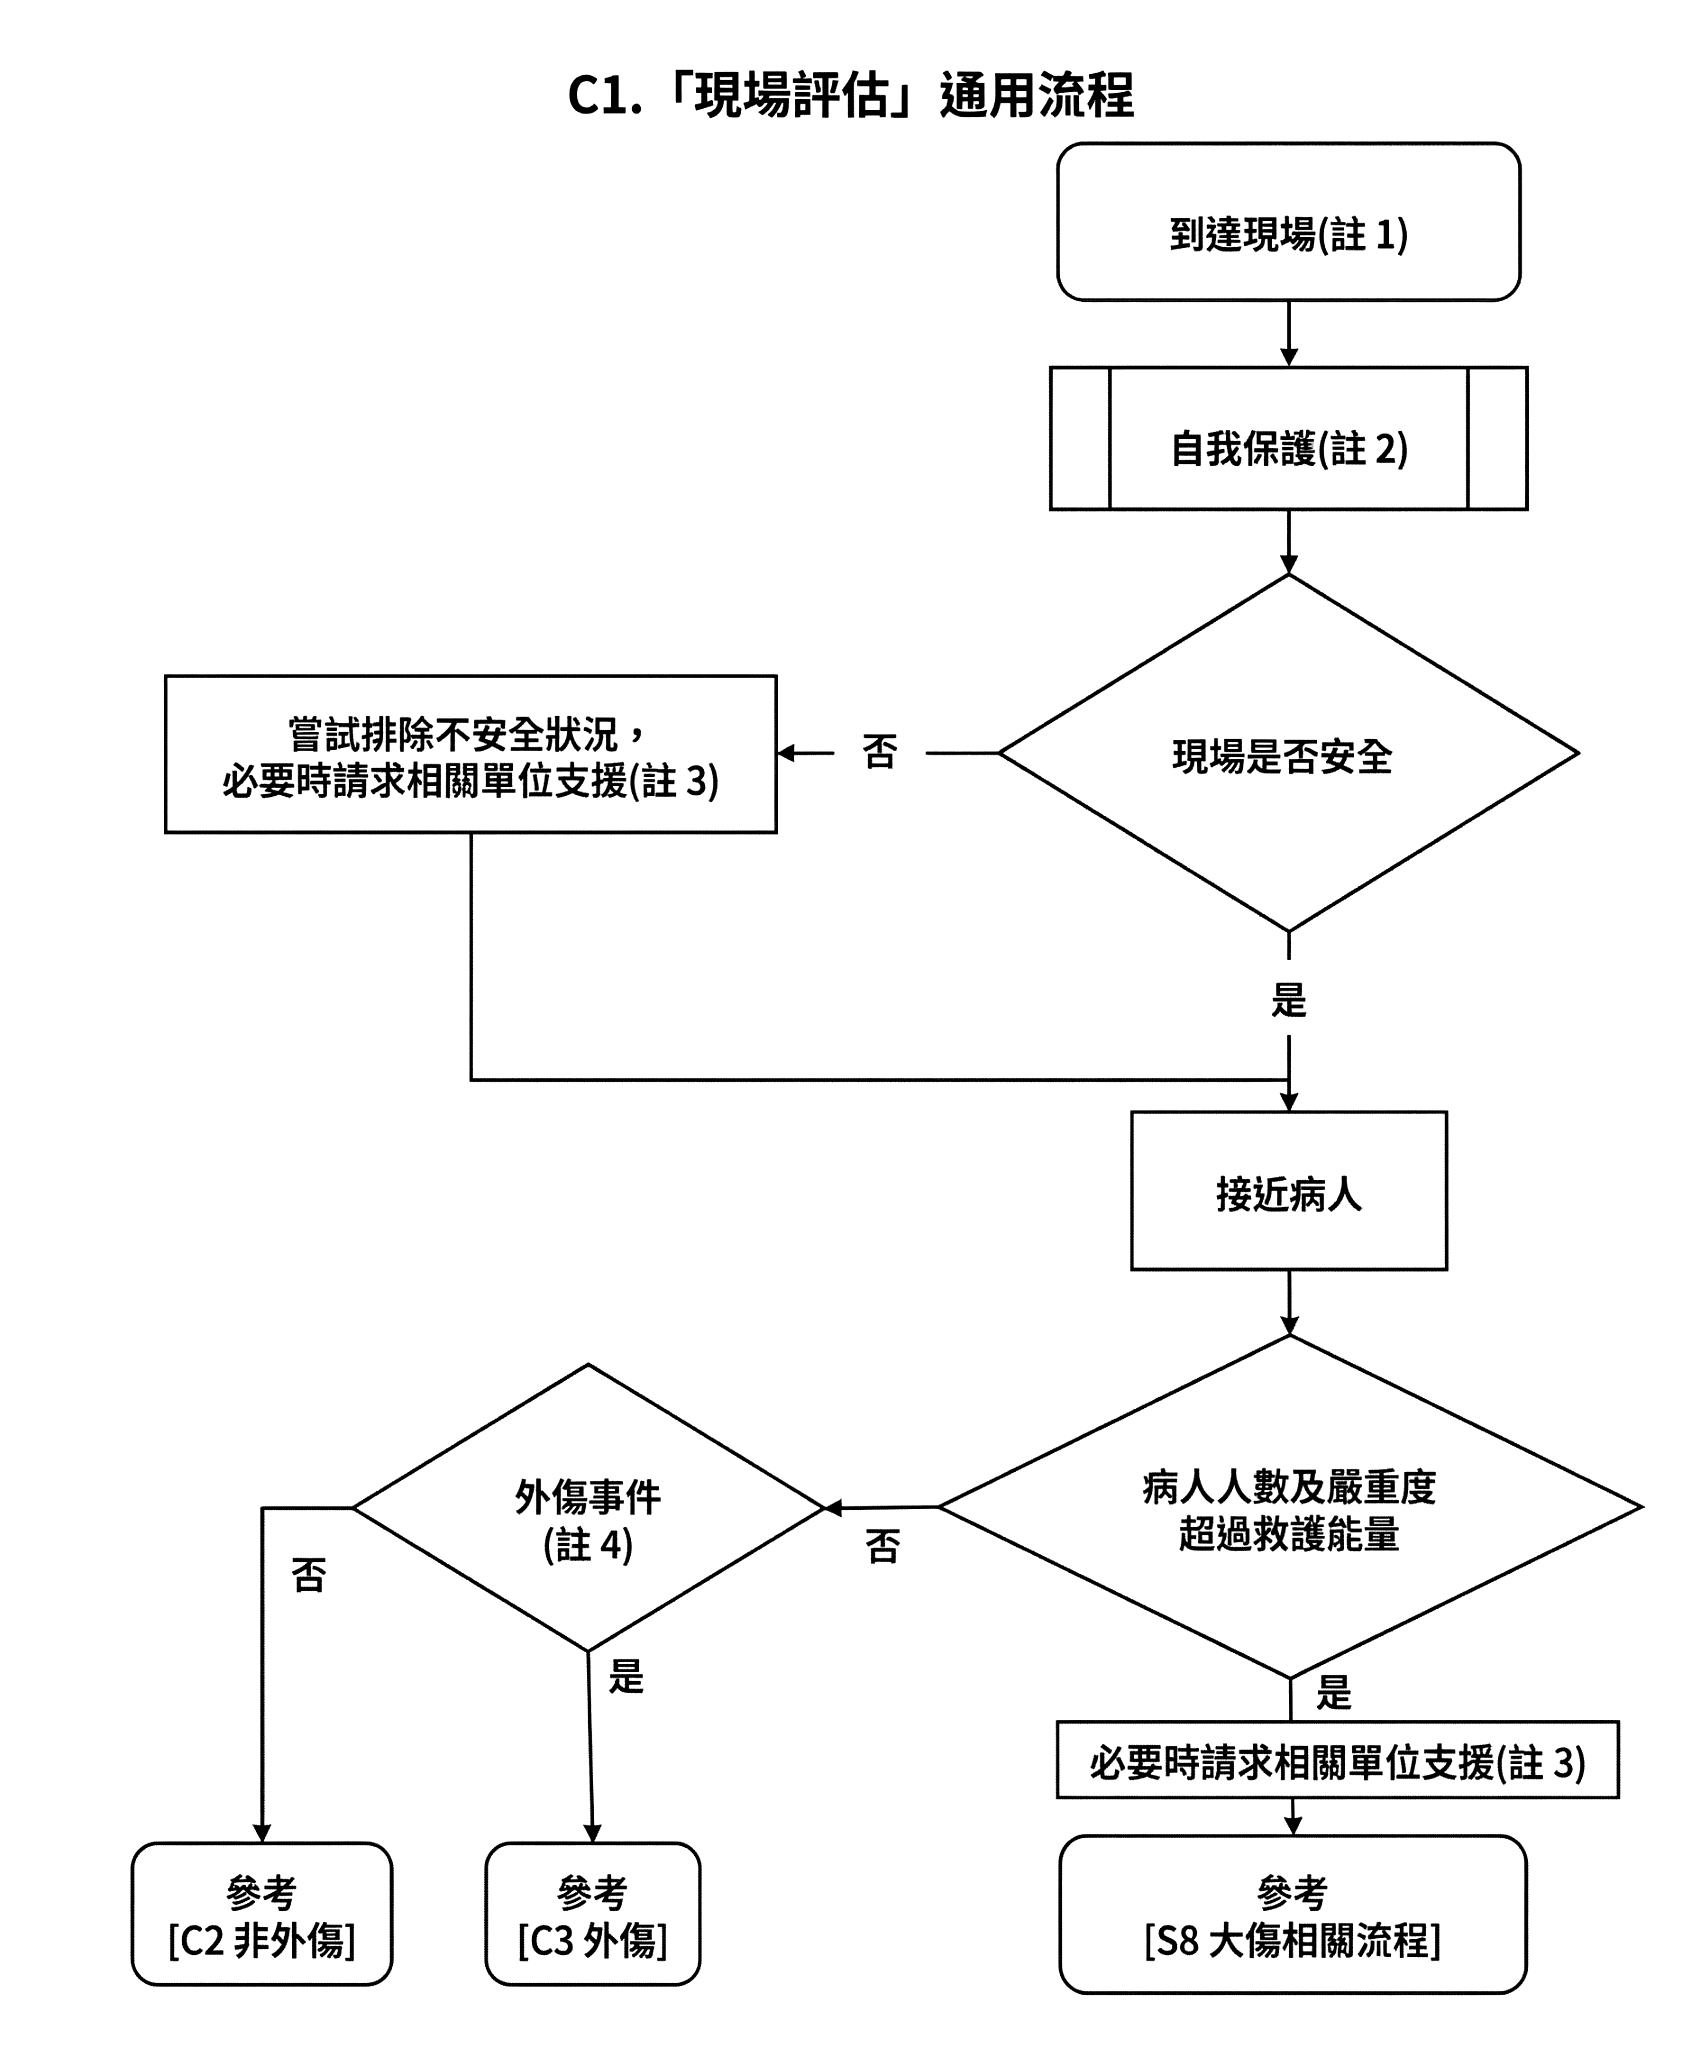 C1.「現場評估」通用流程
到達現場(註 1)
自我保護(註 2)
現場是否安全
否
嘗試排除不安全狀況，
必要時請求相關單位支援(註 3)
是
接近病人
病人人數及嚴重度
超過救護能量
否
外傷事件
(註 4)
否
是
是
必要時請求相關單位支援(註 3)
參考
[C2 非外傷]
參考
[C3 外傷]
參考
[S8 大傷相關流程]